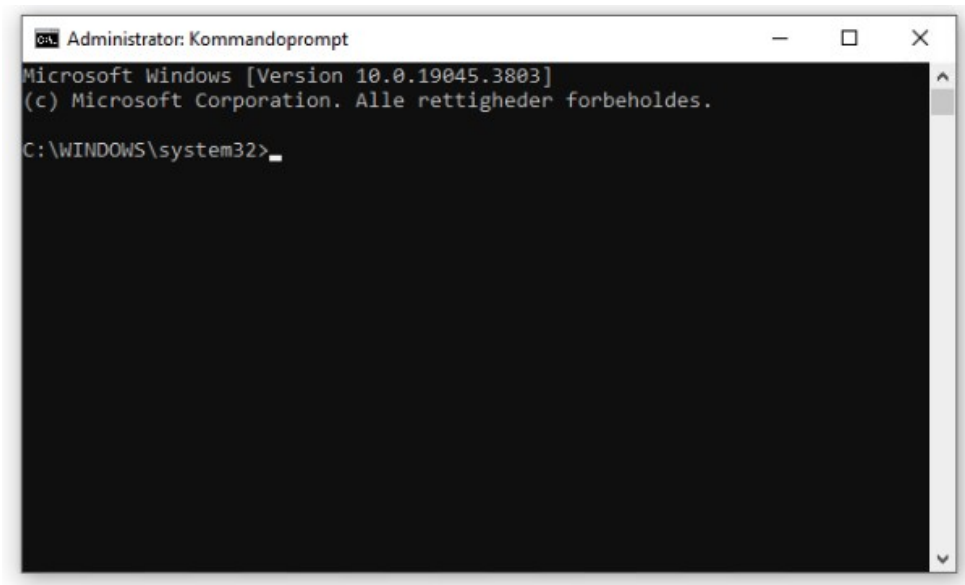 Administrator: Kommandoprompt
Microsoft Windows [Version 10.0.19045.3803]
(c) Microsoft Corporation. Alle rettigheder forbeholdes.
C:\WINDOWS\system32>